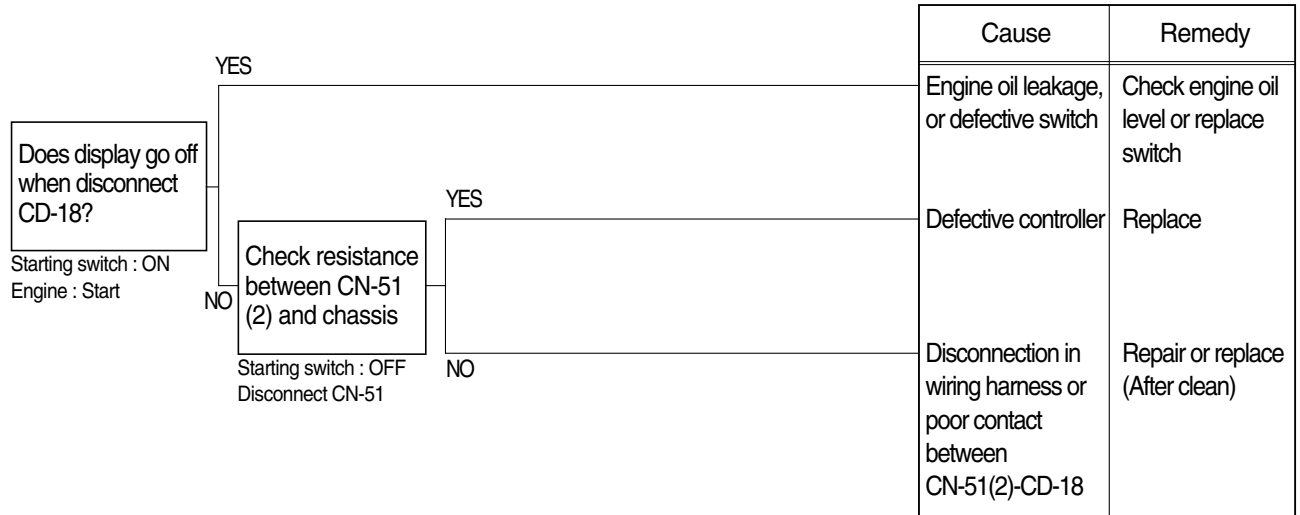 Cause
Remedy
YES
Engine oil leakage,
or defective switch
Check engine oil
level or replace
switch
Does display go off
when disconnect
CD-18?
Starting switch : ON
Engine : Start
NO
Check resistance
between CN-51
(2) and chassis
Starting switch : OFF
Disconnect CN-51
YES
Defective controller
Replace
NO
Disconnection in
wiring harness or
poor contact
between
CN-51(2)-CD-18
Repair or replace
(After clean)